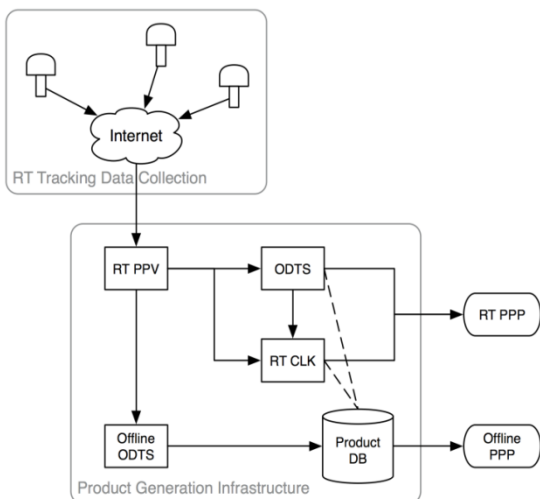 Internet
RT Tracking Data Collection
RT PPV
ODTS
RT PPP
RT CLK
Offline
ODTS
Product
DB
Offline
PPP
Product Generation Infrastructure